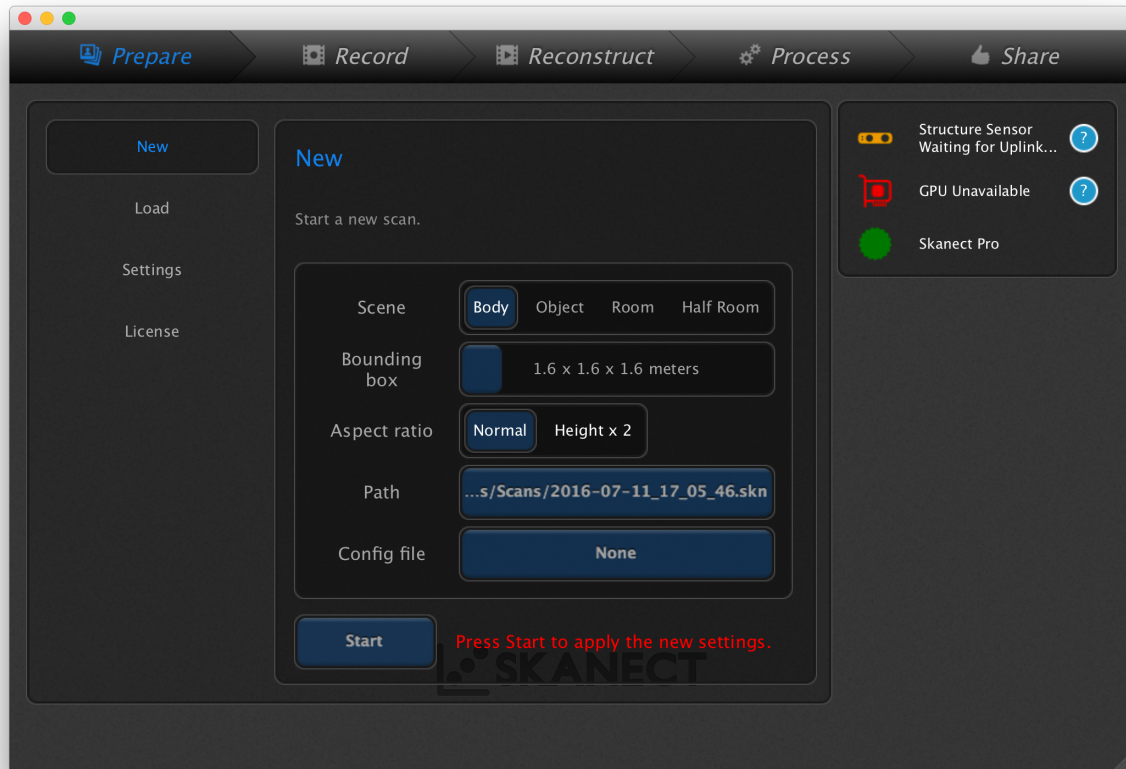 Prepare
Record
Reconstruct
Process
Share
New
Load
Settings
License
New
Start a new scan.
Scene
Body
Object
Room
Half Room
Bounding
box
1.6 x 1.6 x 1.6 meters
Aspect ratio
Normal
Height x 2
Path
...s/Scans/2016-07-11_17_05_46.skn
Config file
None
Start
Press Start to apply the new settings.
SKANECT
Structure Sensor
Waiting for Uplink...
?
GPU Unavailable
?
Skanect Pro